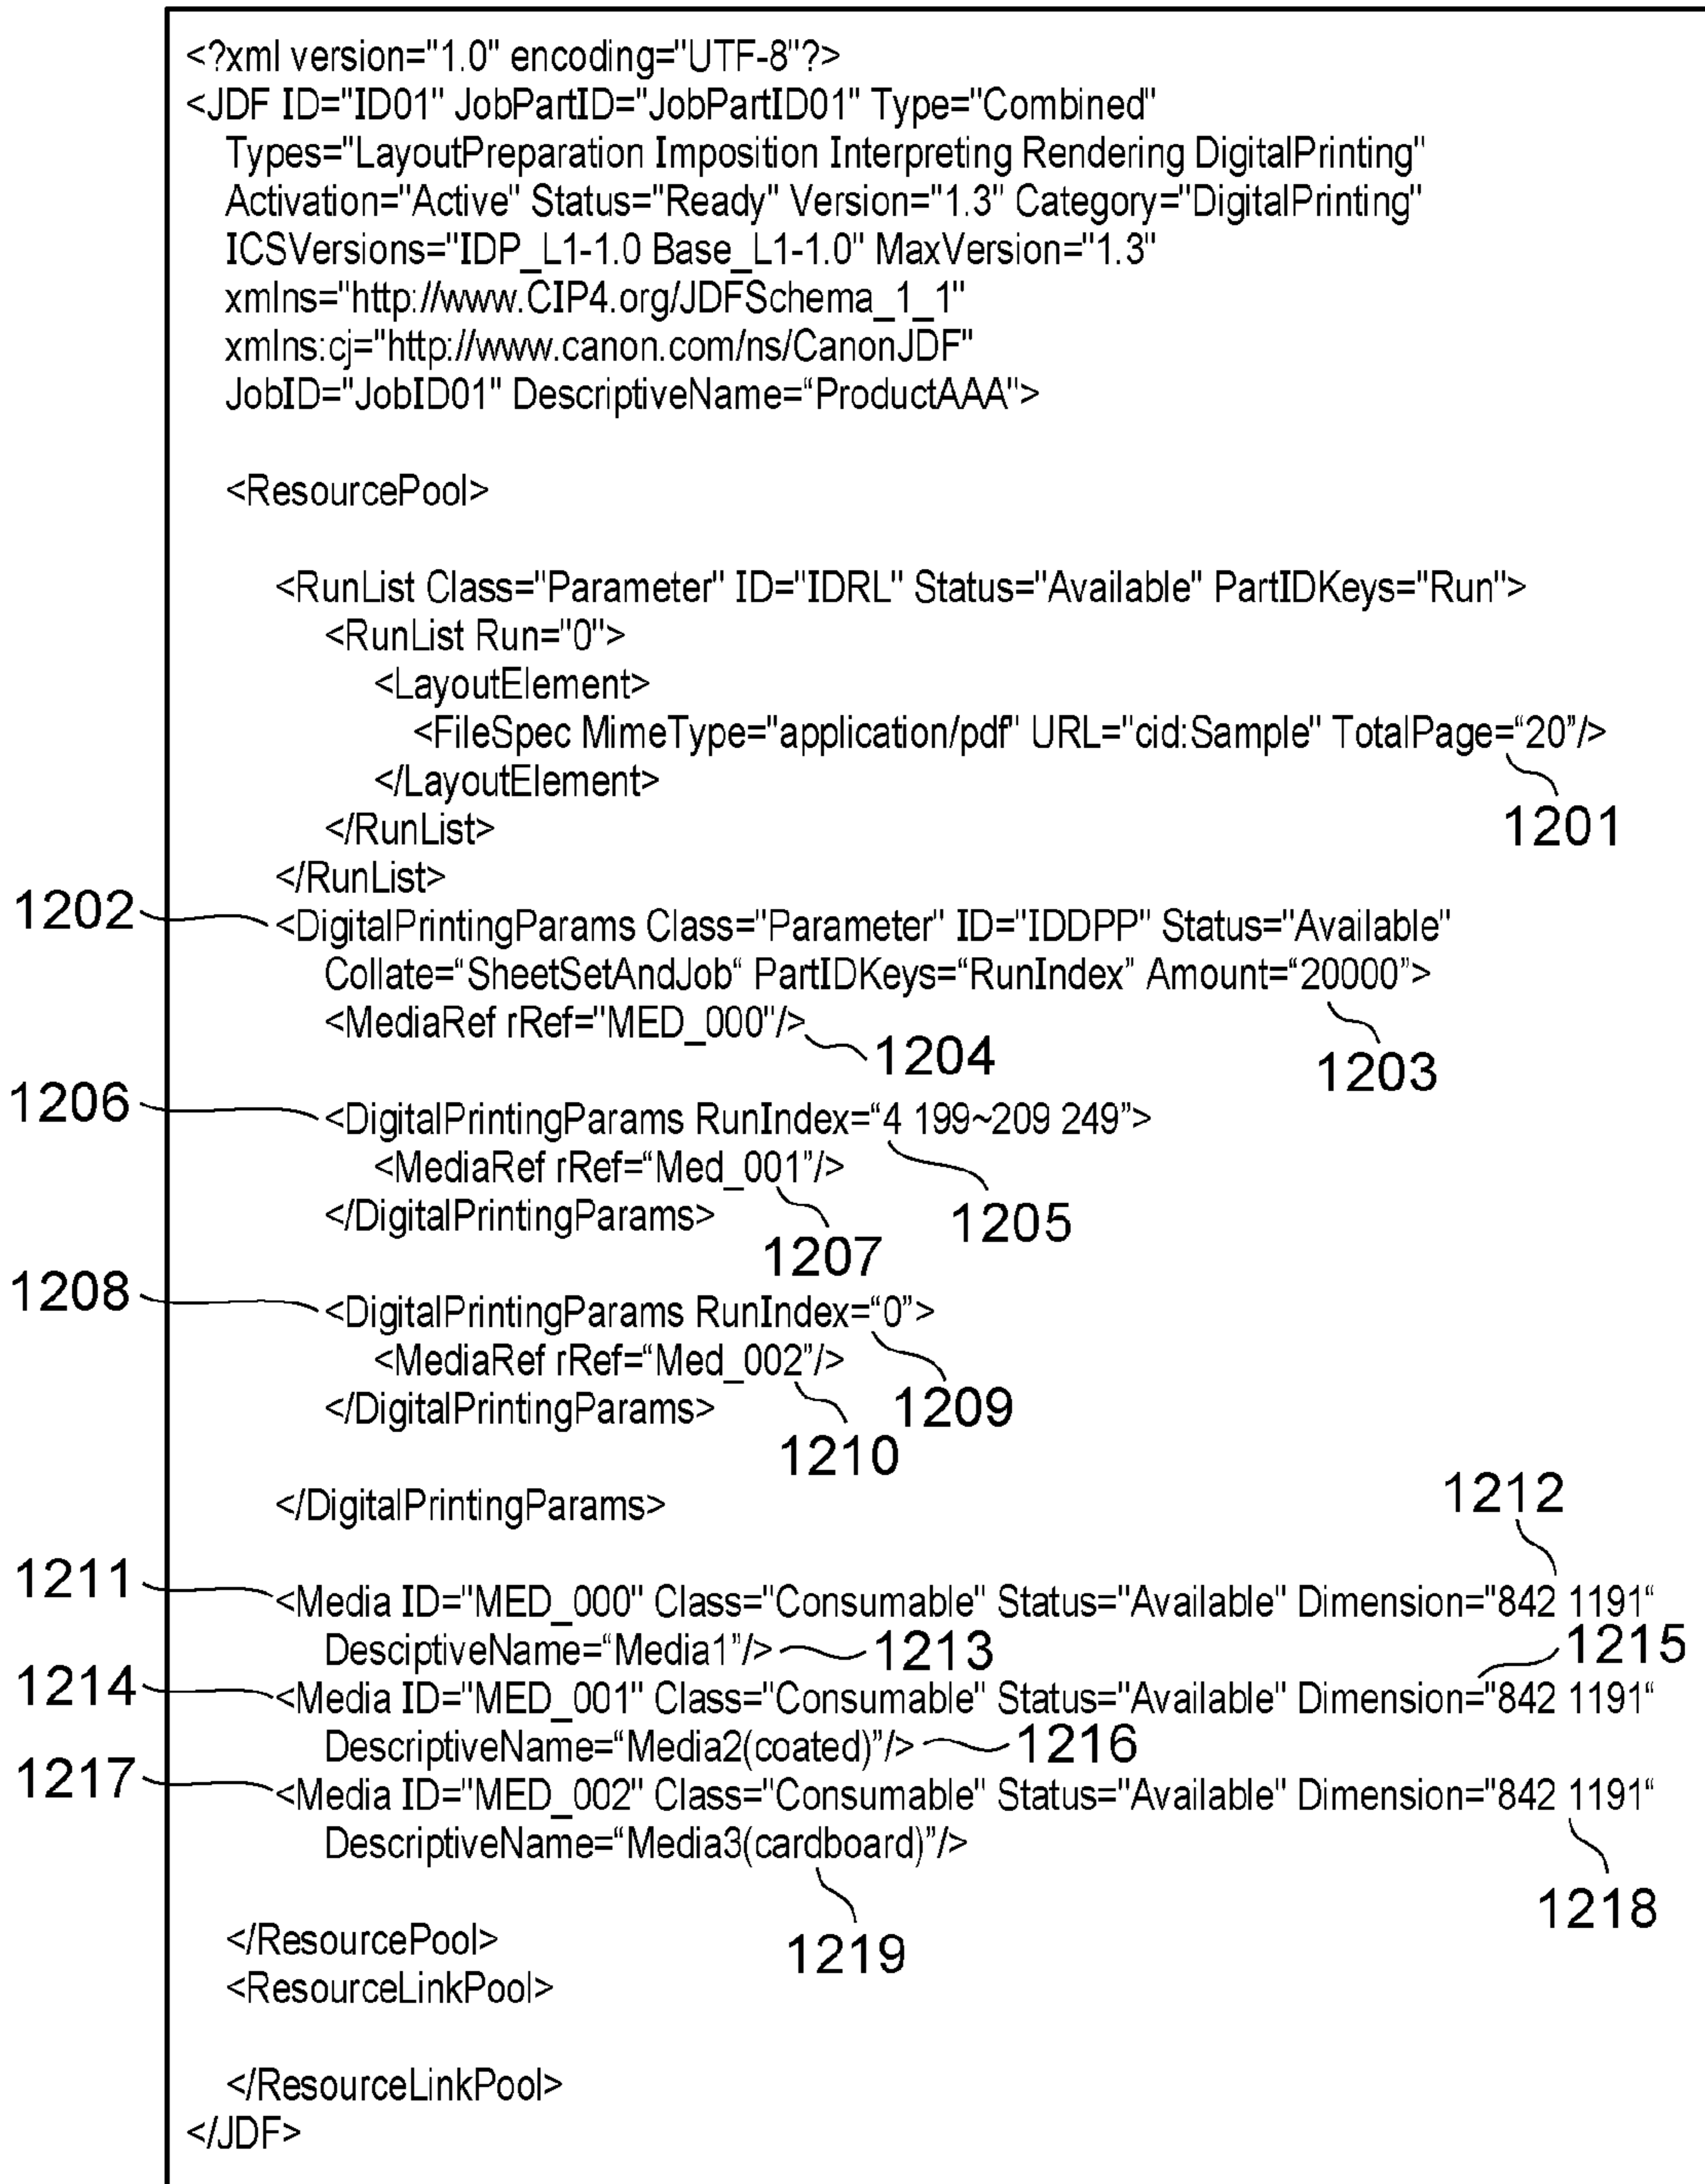 <?xml version="1.0" encoding="UTF-8"?>
<JDF ID="ID01" JobPartID="JobPartID01" Type="Combined"
Types="LayoutPreparation Imposition Interpreting Rendering DigitalPrinting"
Activation="Active" Status="Ready" Version="1.3" Category="DigitalPrinting"
ICSVersions="IDP_L1-1.0 Base_L1-1.0" MaxVersion="1.3"
xmlns="http://www.CIP4.org/JDFSchema_1_1"
xmlns:cj="http://www.canon.com/ns/CanonJDF"
JobID="JobID01" DescriptiveName=“ProductAAA">
<ResourcePool>
<RunList Class="Parameter" ID="IDRL" Status="Available" PartIDKeys="Run">
<RunList Run="0">
<LayoutElement>
<FileSpec MimeType="application/pdf" URL="cid:Sample" TotalPage=“20”/>
</LayoutElement>
1201
</RunList>
</RunList>
1202 <DigitalPrintingParams Class="Parameter" ID="IDDPP" Status="Available"
Collate=“SheetSetAndJob“ PartIDKeys=“RunIndex” Amount=“20000”>
<MediaRef rRef="MED_000"/> 1204
1203
1206 <DigitalPrintingParams RunIndex=“4 199~209 249”>
<MediaRef rRef=“Med_001”/>
</DigitalPrintingParams> 1205
1207
1208 <DigitalPrintingParams RunIndex=“0”>
<MediaRef rRef=“Med_002”/>
</DigitalPrintingParams> 1209
1210
</DigitalPrintingParams>
1212
1211 <Media ID="MED_000" Class="Consumable" Status="Available" Dimension="842 1191“
DesciptiveName=“Media1”/> 1213 1215
1214 <Media ID="MED_001" Class="Consumable" Status="Available" Dimension="842 1191“
DescriptiveName=“Media2(coated)”/> 1216
1217 <Media ID="MED_002" Class="Consumable" Status="Available" Dimension="842 1191“
DescriptiveName=“Media3(cardboard)”/>
1218
</ResourcePool> 1219
<ResourceLinkPool>
</ResourceLinkPool>
</JDF>